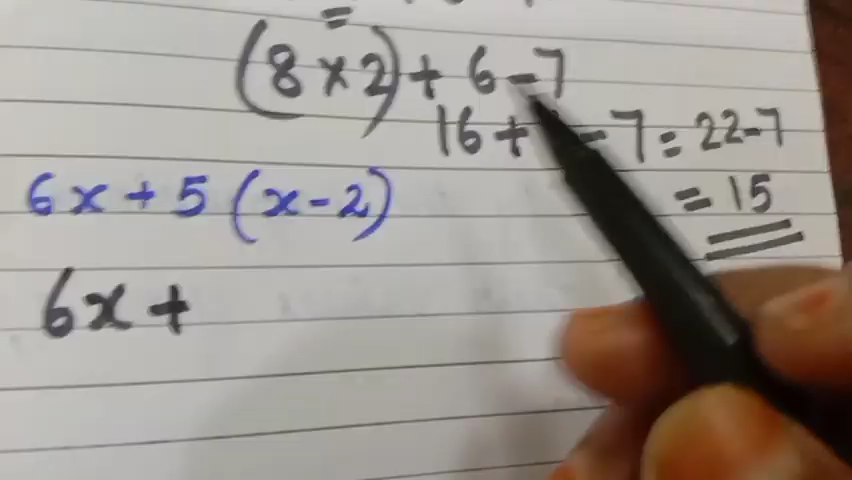 =
(8 × 2) + 6 - 7
16 + - 7 = 22 - 7
= 15
6x + 5 (x - 2)
6x +